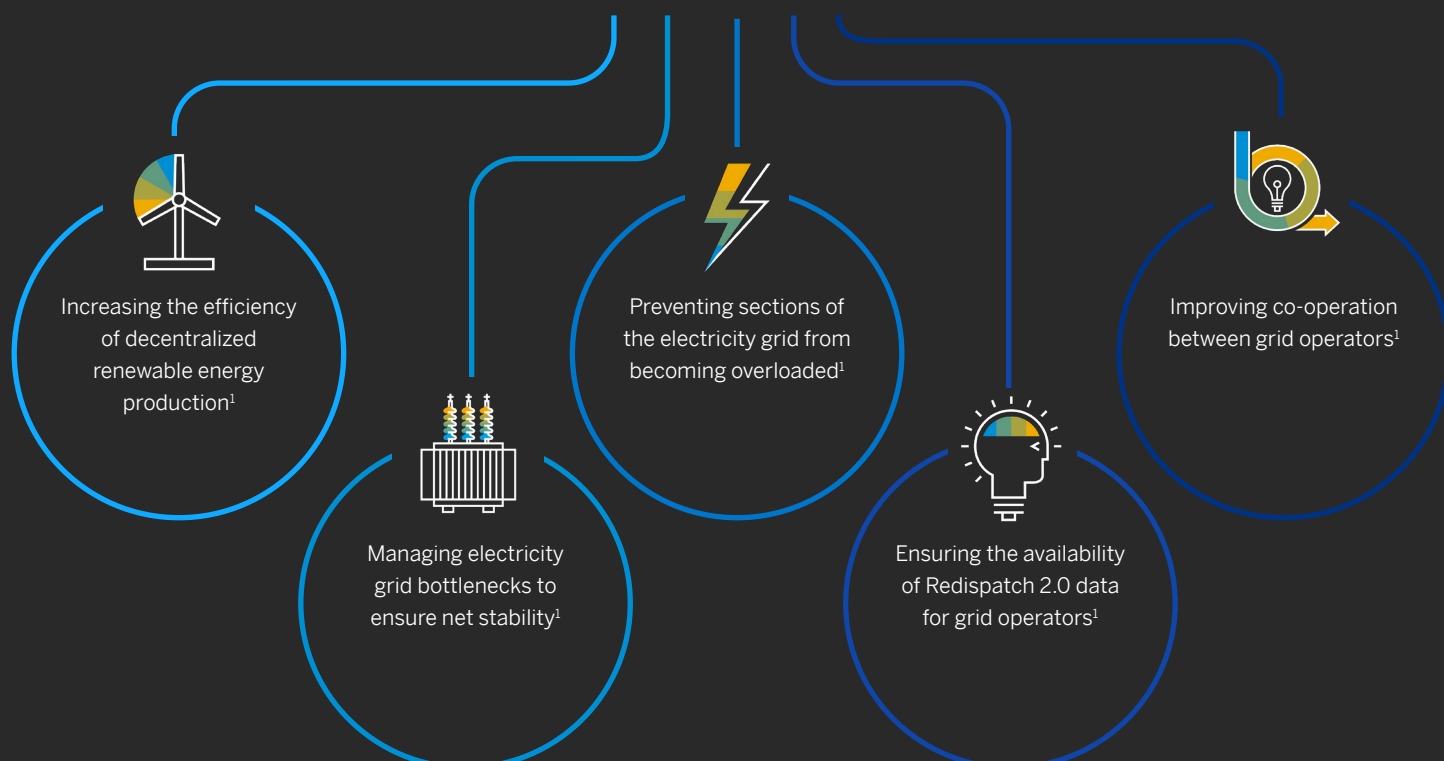 Increasing the efficiency
of decentralized
renewable energy
production¹
Managing electricity
grid bottlenecks to
ensure net stability¹
Preventing sections of
the electricity grid from
becoming overloaded¹
Ensuring the availability
of Redispatch 2.0 data
for grid operators¹
Improving co-operation
between grid operators¹